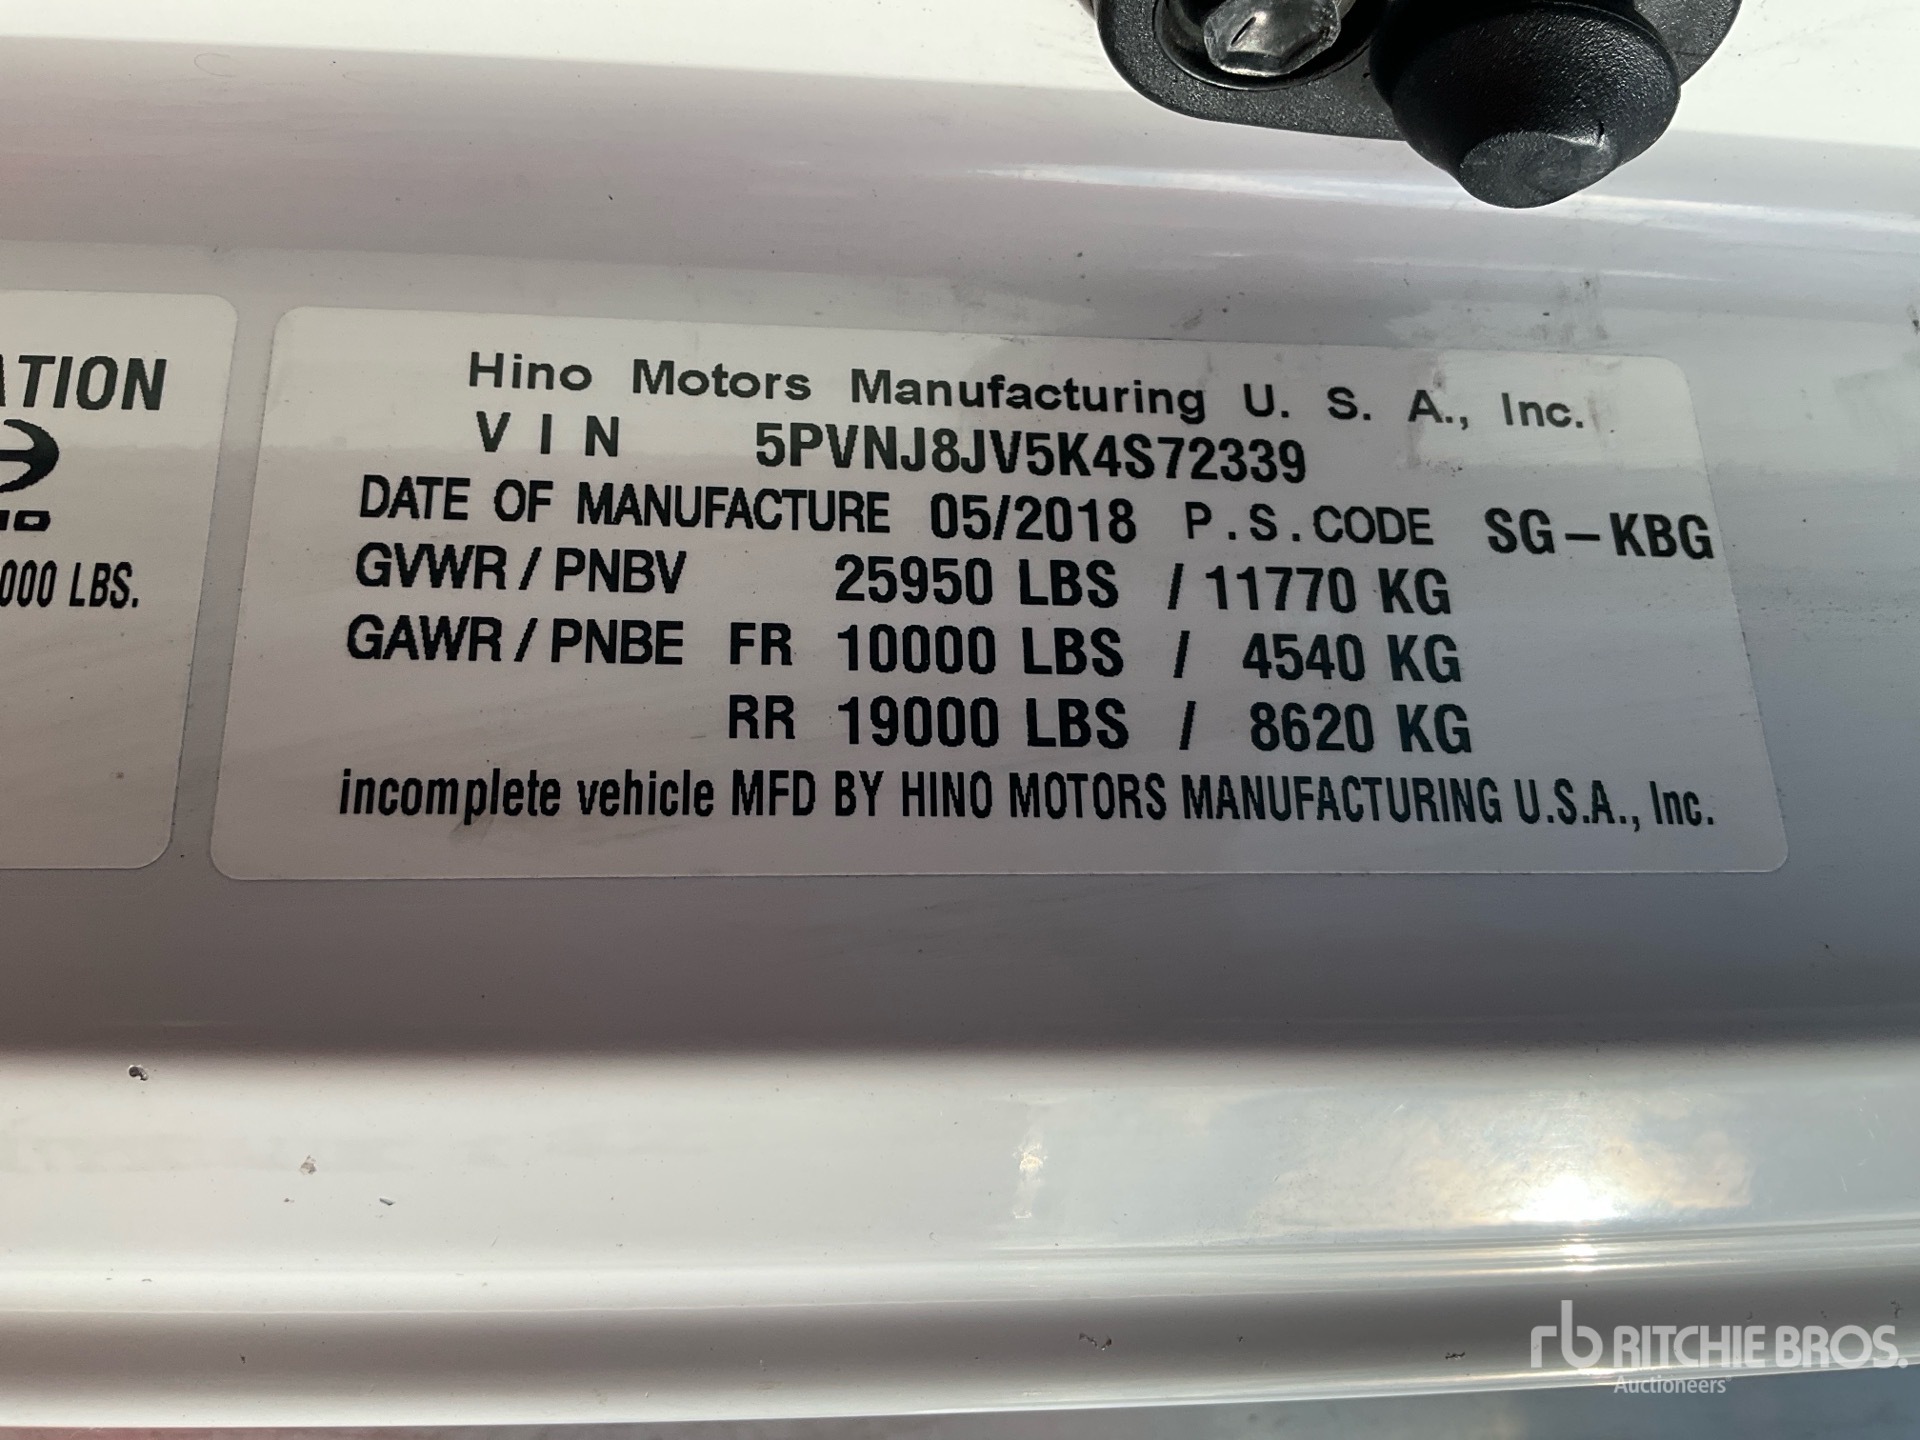 ATION
000 LBS.
Hino Motors Manufacturing U. S. A., Inc.
V I N 5PVNJ8JV5K4S72339
DATE OF MANUFACTURE 05/2018 P.S.CODE SG-KBG
GVWR / PNBV 25950 LBS / 11770 KG
GAWR / PNBE FR 10000 LBS / 4540 KG
RR 19000 LBS / 8620 KG
incomplete vehicle MFD BY HINO MOTORS MANUFACTURING U.S.A., Inc.
rb RITCHIE BROS.
Auctioneers